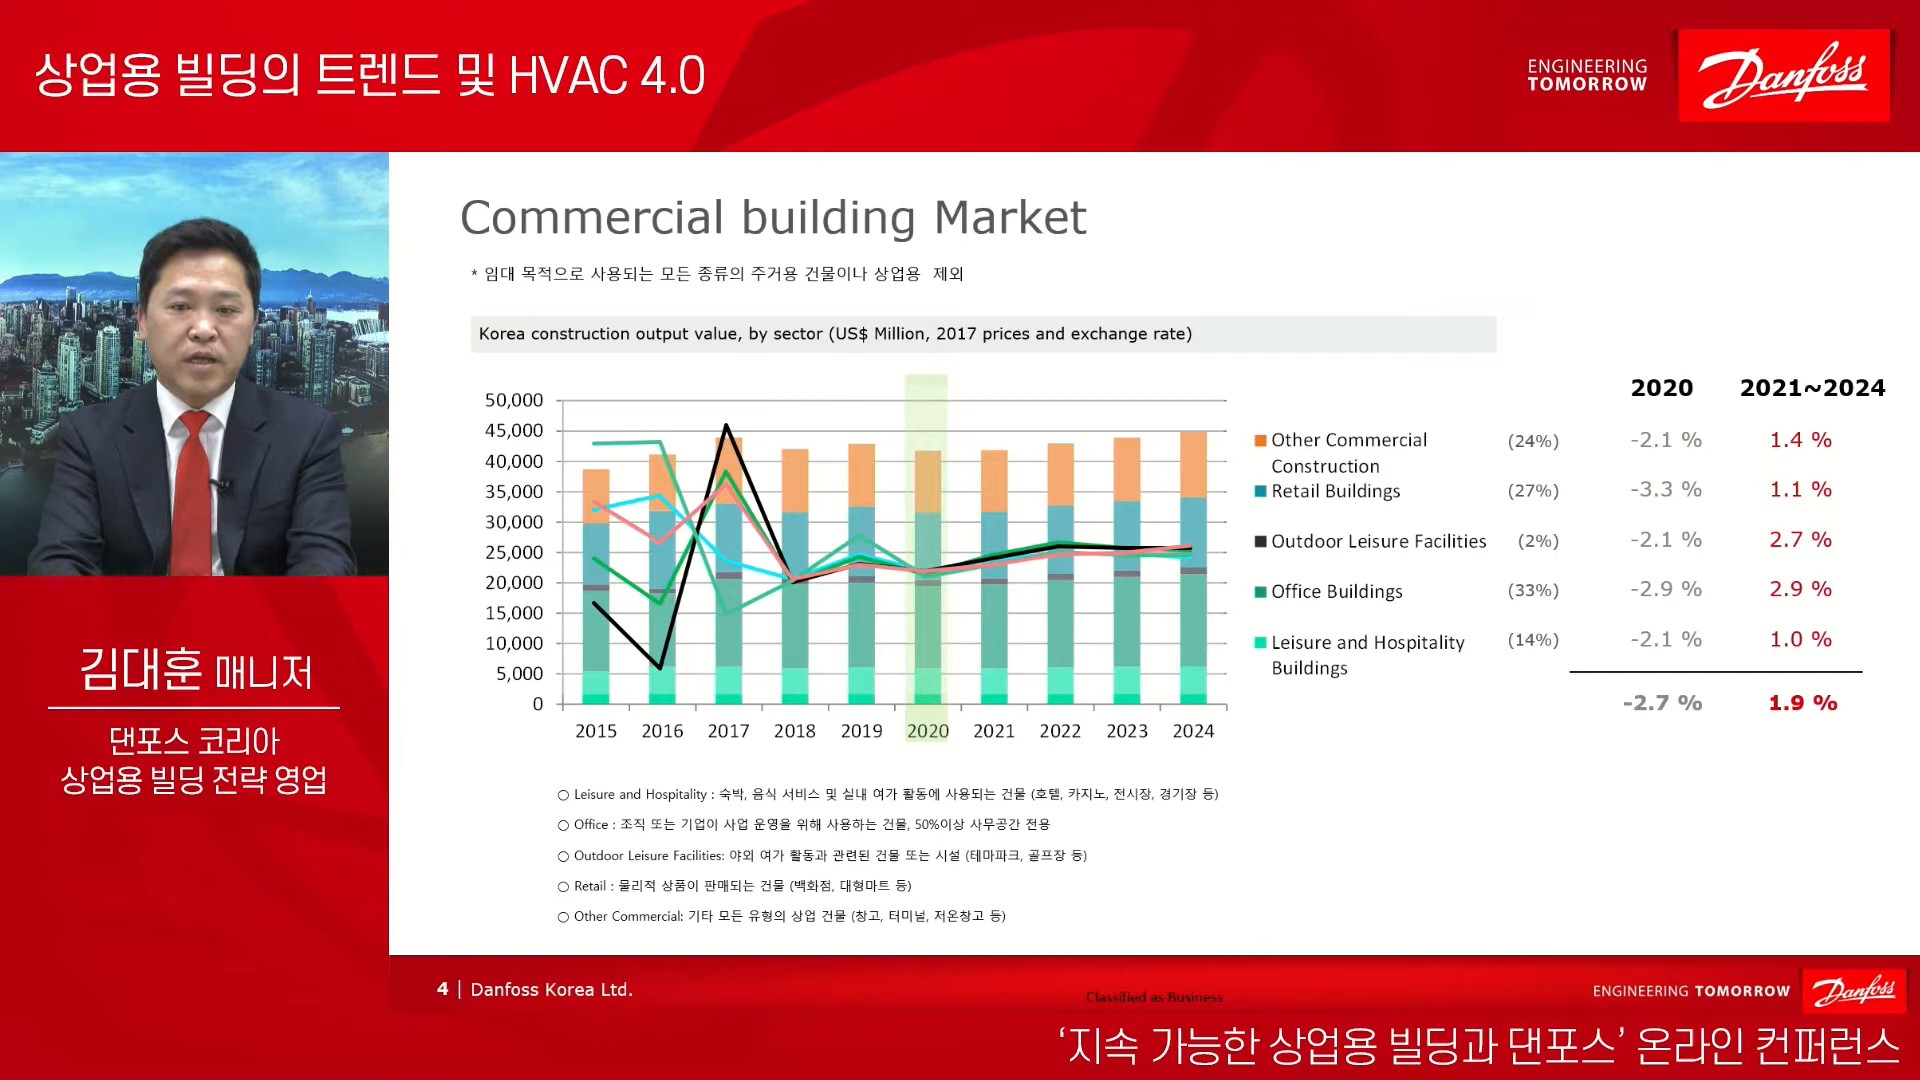 상업용 빌딩의 트렌드 및 HVAC 4.0
ENGINEERING
TOMORROW
Danfoss
Commercial building Market
* 임대 목적으로 사용되는 모든 종류의 주거용 건물이나 상업용 제외
Korea construction output value, by sector (US$ Million, 2017 prices and exchange rate)
50,000
45,000
40,000
35,000
30,000
25,000
20,000
15,000
10,000
5,000
0
2015 2016 2017 2018 2019 2020 2021 2022 2023 2024
2020 2021~2024
Other Commercial Construction (24%) -2.1 % 1.4 %
Retail Buildings (27%) -3.3 % 1.1 %
Outdoor Leisure Facilities (2%) -2.1 % 2.7 %
Office Buildings (33%) -2.9 % 2.9 %
Leisure and Hospitality Buildings (14%) -2.1 % 1.0 %
-2.7 % 1.9 %
○ Leisure and Hospitality : 숙박, 음식 서비스 및 실내 여가 활동에 사용되는 건물 (호텔, 카지노, 전시장, 경기장 등)
○ Office : 조직 또는 기업이 사업 운영을 위해 사용하는 건물, 50%이상 사무공간 전용
○ Outdoor Leisure Facilities: 야외 여가 활동과 관련된 건물 또는 시설 (테마파크, 골프장 등)
○ Retail : 물리적 상품이 판매되는 건물 (백화점, 대형마트 등)
○ Other Commercial: 기타 모든 유형의 상업 건물 (창고, 터미널, 저온창고 등)
김대훈 매니저
댄포스 코리아
상업용 빌딩 전략 영업
4 | Danfoss Korea Ltd.
Classified as Business
ENGINEERING TOMORROW
Danfoss
‘지속 가능한 상업용 빌딩과 댄포스’ 온라인 컨퍼런스